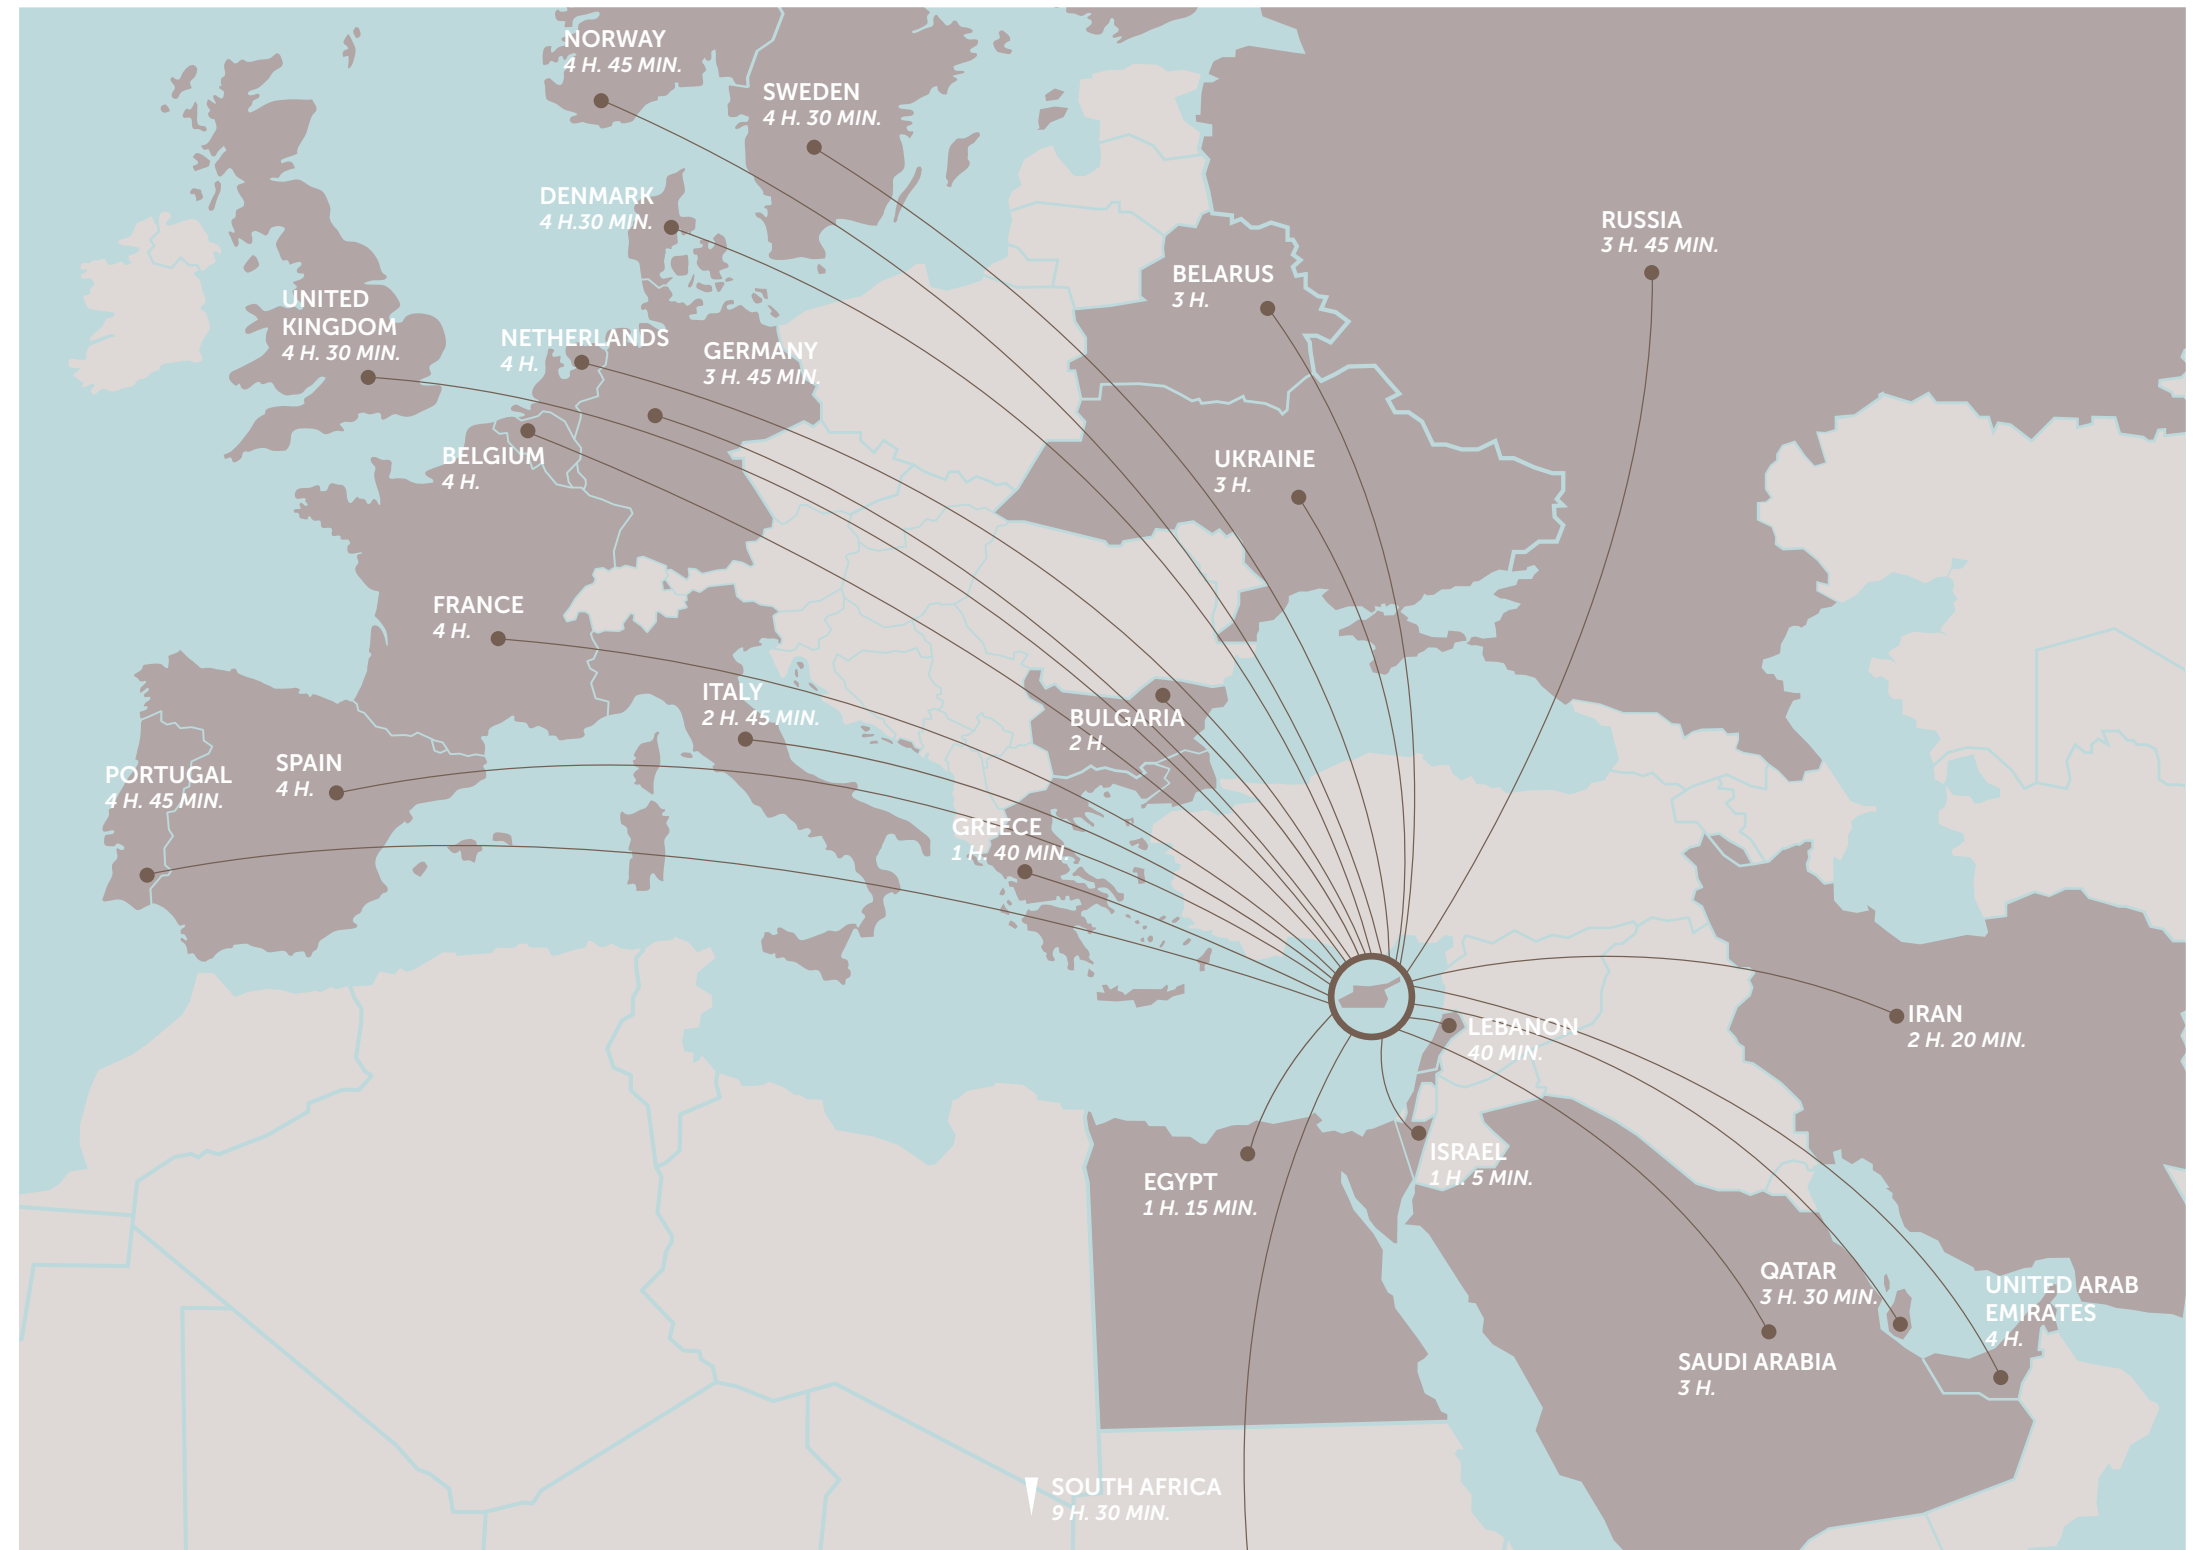 NORWAY
4 H. 45 MIN.
SWEDEN
4 H. 30 MIN.
DENMARK
4 H.30 MIN.
RUSSIA
3 H. 45 MIN.
BELARUS
3 H.
UNITED
KINGDOM
4 H. 30 MIN.
NETHERLANDS
4 H.
GERMANY
3 H. 45 MIN.
BELGIUM
4 H.
UKRAINE
3 H.
FRANCE
4 H.
ITALY
2 H. 45 MIN.
BULGARIA
2 H.
SPAIN
4 H.
PORTUGAL
4 H. 45 MIN.
GREECE
1 H. 40 MIN.
IRAN
2 H. 20 MIN.
LEBANON
40 MIN.
ISRAEL
1 H. 5 MIN.
EGYPT
1 H. 15 MIN.
QATAR
3 H. 30 MIN.
UNITED ARAB
EMIRATES
4 H.
SAUDI ARABIA
3 H.
SOUTH AFRICA
9 H. 30 MIN.